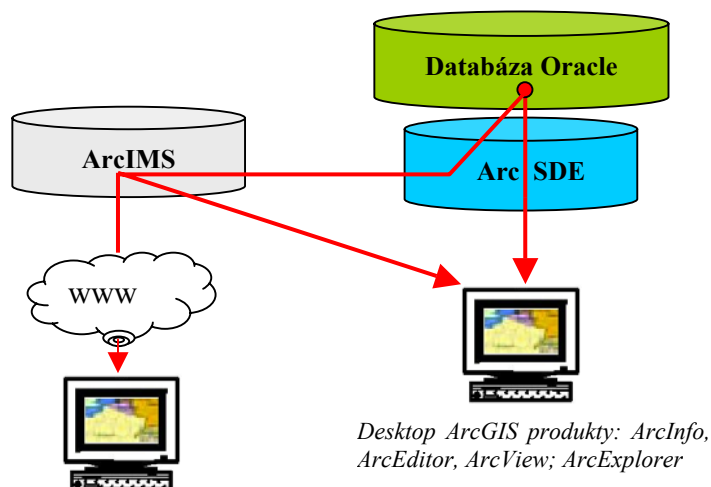 Databáza Oracle
ArcIMS
Arc SDE
www
Desktop ArcGIS produkty: ArcInfo,
ArcEditor, ArcView; ArcExplorer